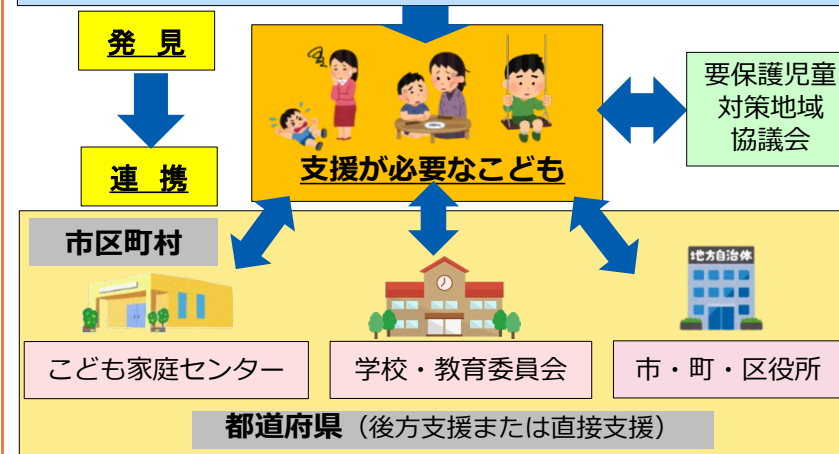 発 見
要保護児童
対策地域
協議会
支援が必要なこども
連 携
市区町村
地方自治体
こども家庭センター
学校・教育委員会
市・町・区役所
都道府県（後方支援または直接支援）